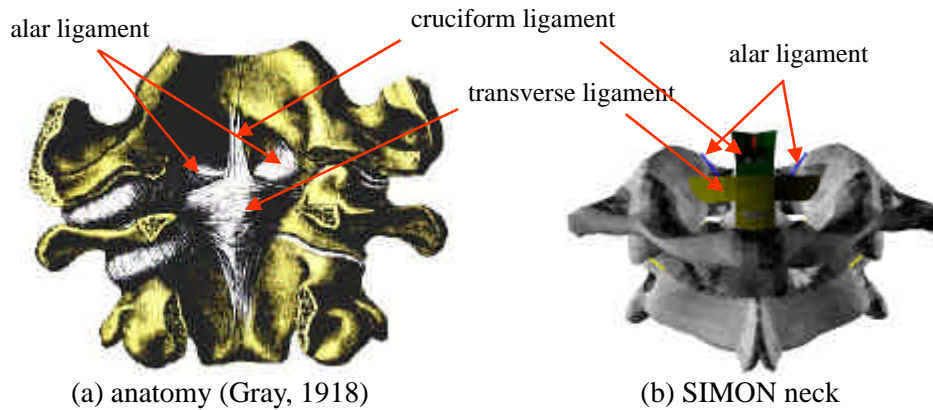 alar ligament
cruciform ligament
alar ligament
transverse ligament
(a) anatomy (Gray, 1918)
(b) SIMON neck